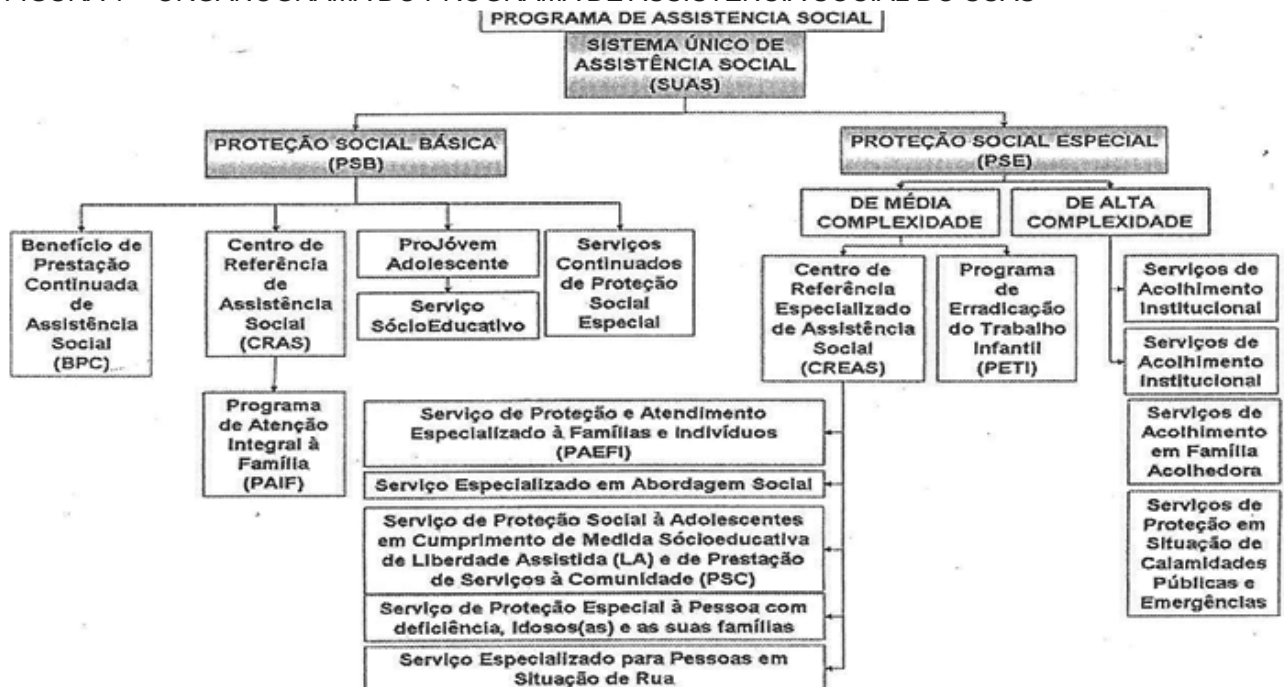 PROGRAMA DE ASSISTÊNCIA SOCIAL
SISTEMA ÚNICO DE
ASSISTÊNCIA SOCIAL
(SUAS)
PROTEÇÃO SOCIAL BÁSICA
(PSB)
PROTEÇÃO SOCIAL ESPECIAL
(PSE)
DE MÉDIA
COMPLEXIDADE
DE ALTA
COMPLEXIDADE
Benefício de
Prestação
Continuada
de
Assistência
Social
(BPC)
Centro de
Referência
de
Assistência
Social
(CRAS)
ProJóvem
Adolescente
Serviço
SócioEducativo
Serviços
Continuados
de Proteção
Social
Especial
Centro de
Referência
Especializado
de Assistência
Social
(CREAS)
Programa
de
Erradicação
do Trabalho
Infantil
(PETI)
Serviços de
Acolhimento
Institucional
Serviços de
Acolhimento
Institucional
Serviços de
Acolhimento
em Família
Acolhedora
Serviços de
Proteção em
Situação de
Calamidades
Públicas e
Emergências
Programa
de Atenção
Integral à
Família
(PAIF)
Serviço de Proteção e Atendimento
Especializado à Famílias e Indivíduos
(PAEFI)
Serviço Especializado em Abordagem Social
Serviço de Proteção Social à Adolescentes
em Cumprimento de Medida Sócioeducativa
de Liberdade Assistida (LA) e de Prestação
de Serviços à Comunidade (PSC)
Serviço de Proteção Especial à Pessoa com
deficiência, Idosos(as) e as suas famílias
Serviço Especializado para Pessoas em
Situação de Rua